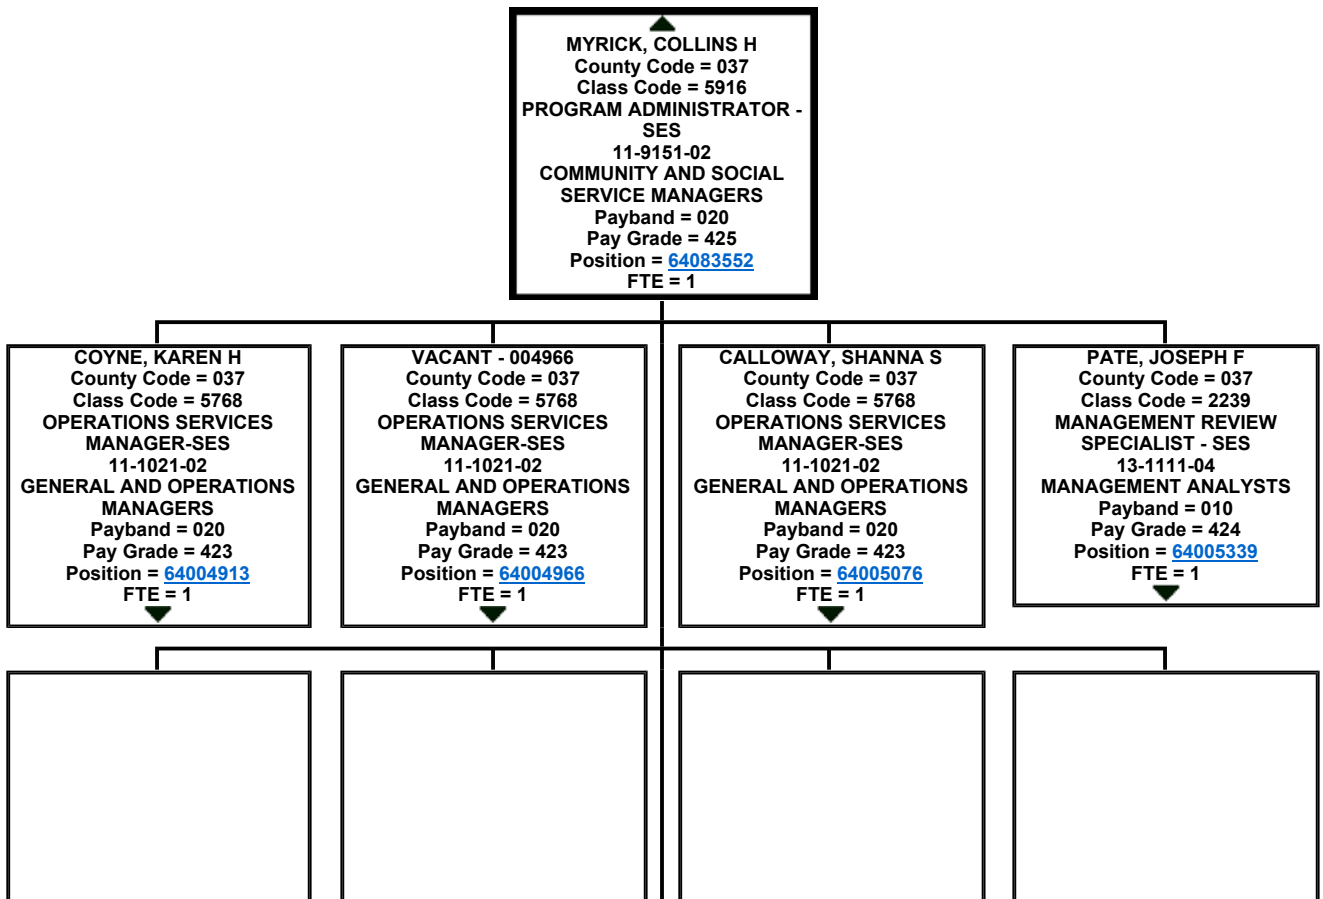 MYRICK, COLLINS H
County Code = 037
Class Code = 5916
PROGRAM ADMINISTRATOR -
SES
11-9151-02
COMMUNITY AND SOCIAL
SERVICE MANAGERS
Payband = 020
Pay Grade = 425
Position = 64083552
FTE = 1
COYNE, KAREN H
County Code = 037
Class Code = 5768
OPERATIONS SERVICES
MANAGER-SES
11-1021-02
GENERAL AND OPERATIONS
MANAGERS
Payband = 020
Pay Grade = 423
Position = 64004913
FTE = 1
VACANT - 004966
County Code = 037
Class Code = 5768
OPERATIONS SERVICES
MANAGER-SES
11-1021-02
GENERAL AND OPERATIONS
MANAGERS
Payband = 020
Pay Grade = 423
Position = 64004966
FTE = 1
CALLOWAY, SHANNA S
County Code = 037
Class Code = 5768
OPERATIONS SERVICES
MANAGER-SES
11-1021-02
GENERAL AND OPERATIONS
MANAGERS
Payband = 020
Pay Grade = 423
Position = 64005076
FTE = 1
PATE, JOSEPH F
County Code = 037
Class Code = 2239
MANAGEMENT REVIEW
SPECIALIST - SES
13-1111-04
MANAGEMENT ANALYSTS
Payband = 010
Pay Grade = 424
Position = 64005339
FTE = 1